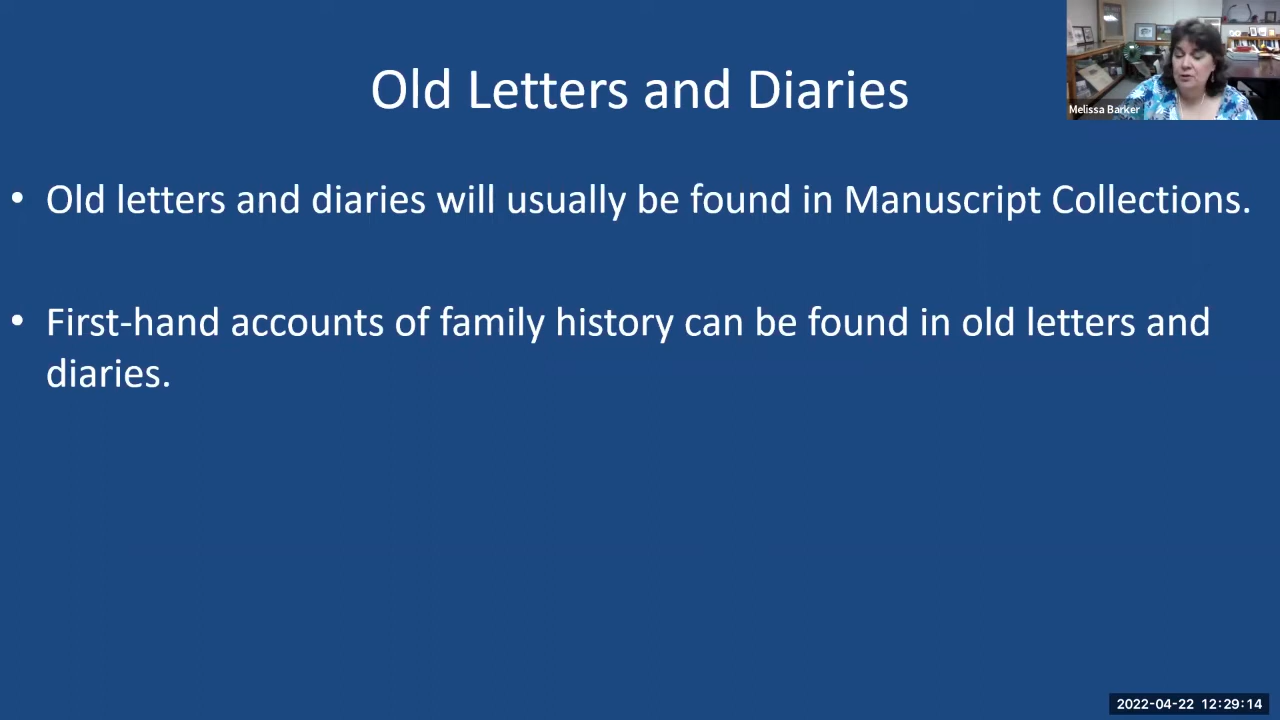 Old Letters and Diaries
Melissa Barker
• Old letters and diaries will usually be found in Manuscript Collections.
• First-hand accounts of family history can be found in old letters and
diaries.
2022-04-22 12:29:14